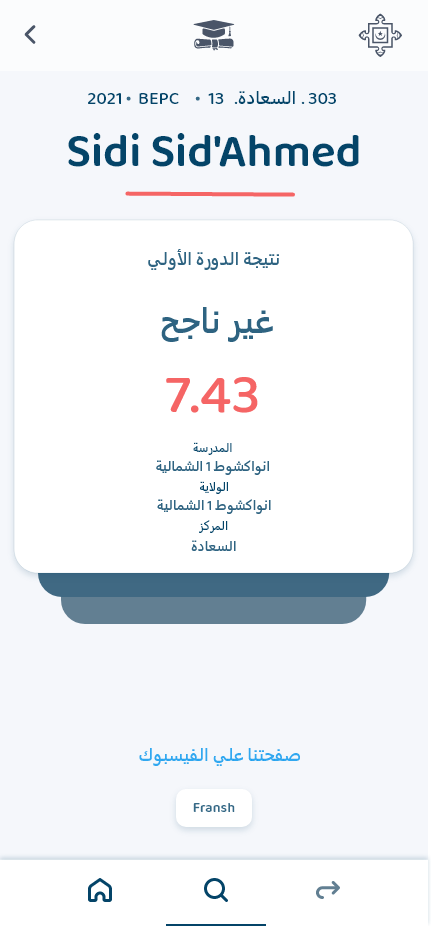 303 . السعادة. 13 • BEPC • 2021
Sidi Sid'Ahmed
نتيجة الدورة الأولي
غير ناجح
7.43
المدرسة
انواكشوط 1 الشمالية
الولاية
انواكشوط 1 الشمالية
المركز
السعادة
صفحتنا علي الفيسبوك
Fransh